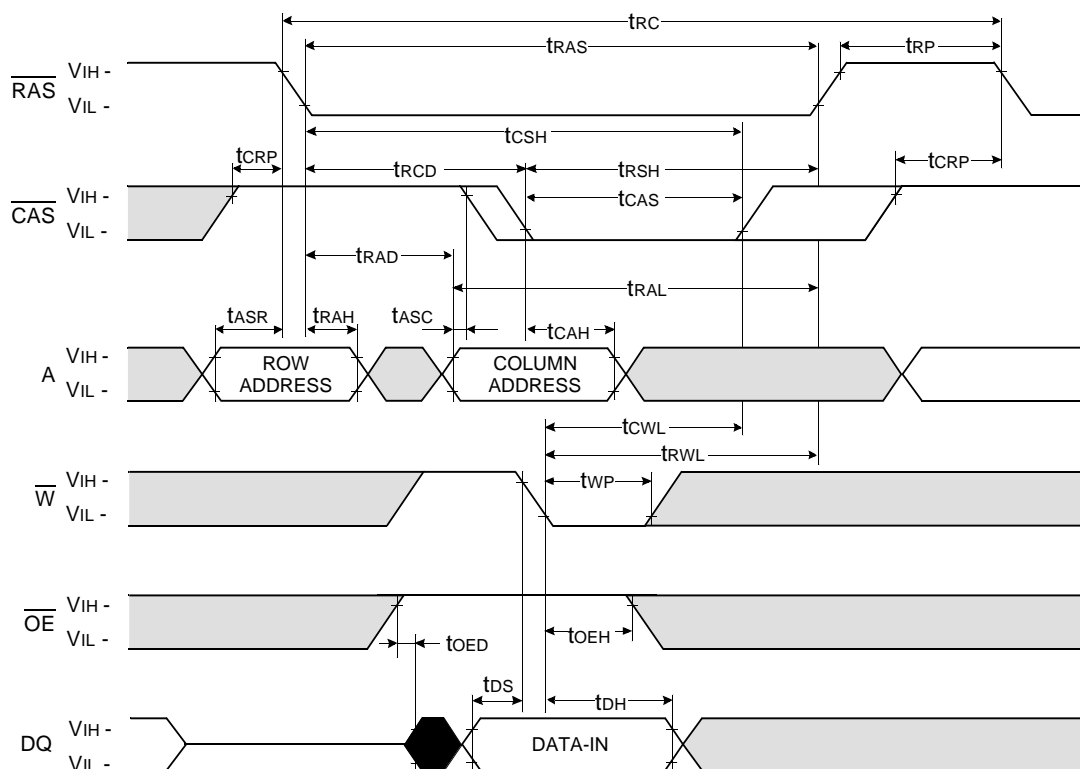 tRC
tRAS
tRP
RAS
VIH -
VIL -
tCSH
tCRP
tRCD
tRSH
tCRP
CAS
VIH -
VIL -
tCAS
tRAD
tRAL
tASR
tRAH
tASC
tCAH
A
VIH -
VIL -
ROW
ADDRESS
COLUMN
ADDRESS
tCWL
tRWL
W
VIH -
VIL -
tWP
OE
VIH -
VIL -
tOED
tOEH
tDS
tDH
DQ
VIH -
VIL -
DATA-IN